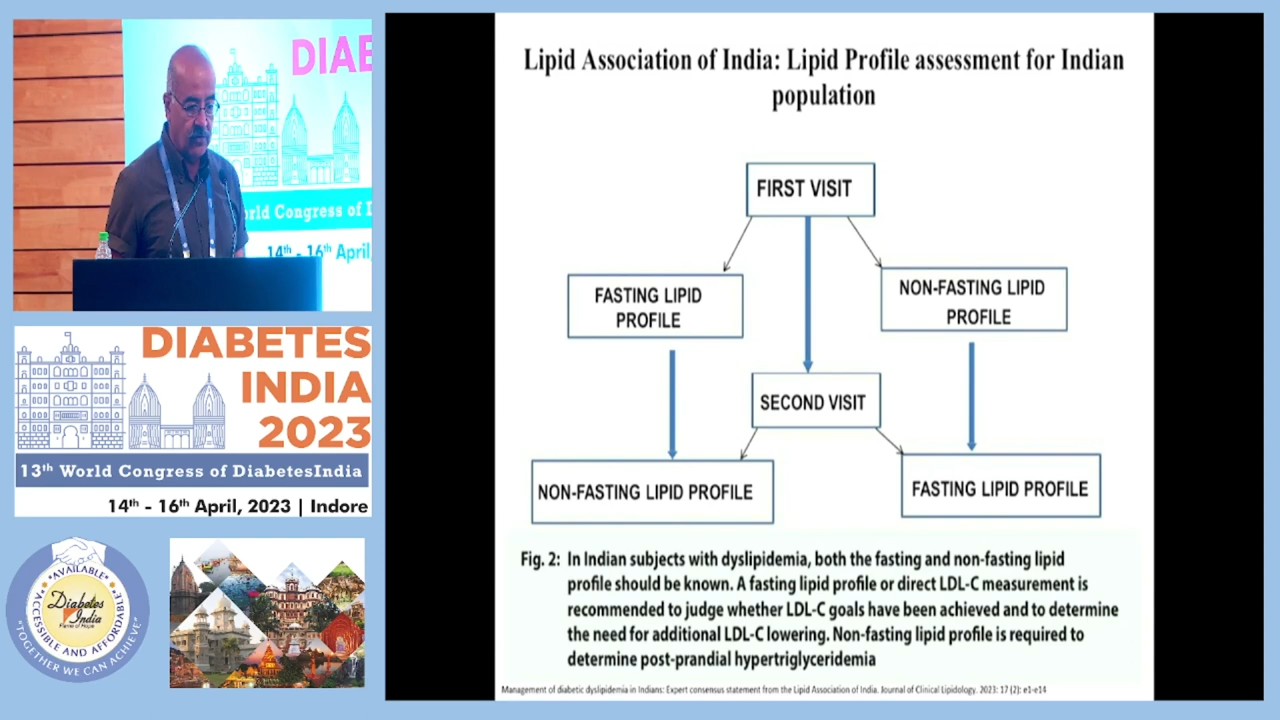 DIAB
orld Congress of I
14th - 16th April,
DIABETES
INDIA
2023
13th World Congress of DiabetesIndia
14th - 16th April, 2023 | Indore
"AVAILABLE"
"ACCESSIBLE AND AFFORDABLE"
Diabetes
India
"TOGETHER WE CAN ACHIEVE"
Lipid Association of India: Lipid Profile assessment for Indian
population
FIRST VISIT
FASTING LIPID
PROFILE
NON-FASTING LIPID
PROFILE
SECOND VISIT
NON-FASTING LIPID PROFILE
FASTING LIPID PROFILE
Fig. 2: In Indian subjects with dyslipidemia, both the fasting and non-fasting lipid
profile should be known. A fasting lipid profile or direct LDL-C measurement is
recommended to judge whether LDL-C goals have been achieved and to determine
the need for additional LDL-C lowering. Non-fasting lipid profile is required to
determine post-prandial hypertriglyceridemia
Management of diabetic dyslipidemia in Indians: Expert consensus statement from the Lipid Association of India. Journal of Clinical Lipidology. 2023: 17 (2): e1-e14